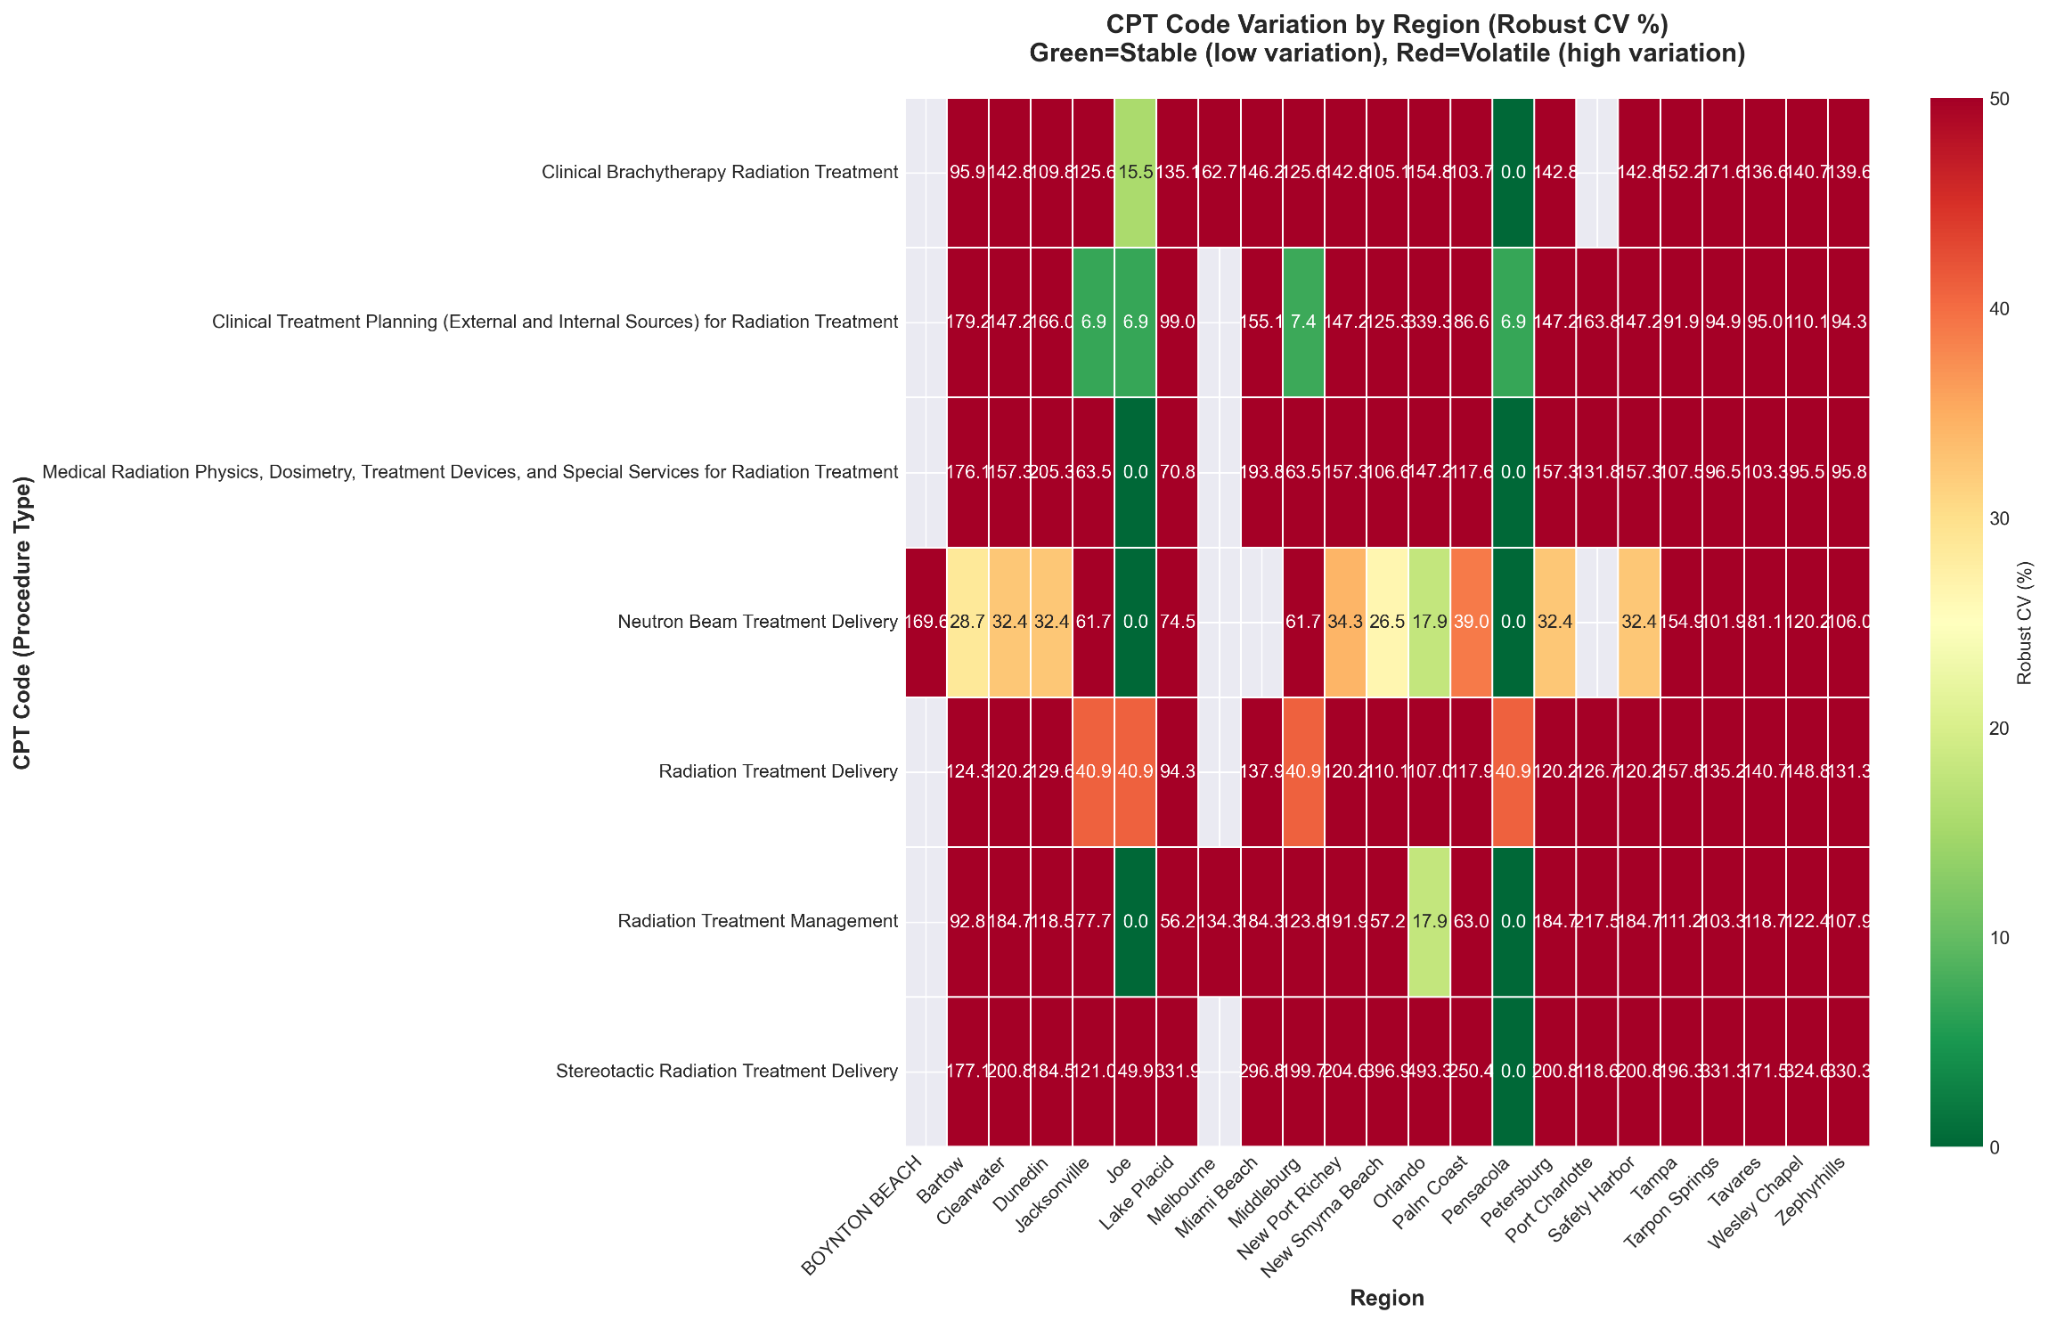 CPT Code Variation by Region (Robust CV %)
Green=Stable (low variation), Red=Volatile (high variation)
CPT Code (Procedure Type)
Clinical Brachytherapy Radiation Treatment 95.9 142.8 109.8 125.6 15.5 135.1 62.7 146.2 125.6 142.8 105.1 154.8 103.7 0.0 142.8 142.8 152.2 171.6 136.6 140.7 139.6
Clinical Treatment Planning (External and Internal Sources) for Radiation Treatment 179.2 147.2 166.0 6.9 6.9 99.0 155.1 7.4 147.2 125.3 339.3 86.6 6.9 147.2 163.8 147.2 91.9 94.9 95.0 110.1 94.3
Medical Radiation Physics, Dosimetry, Treatment Devices, and Special Services for Radiation Treatment 176.1 157.3 205.3 63.5 0.0 70.8 193.8 63.5 157.3 106.6 147.2 117.6 0.0 157.3 131.8 157.3 107.5 96.5 103.3 95.5 95.8
Neutron Beam Treatment Delivery 169.6 28.7 32.4 32.4 61.7 0.0 74.5 61.7 34.3 26.5 17.9 39.0 0.0 32.4 32.4 154.9 101.9 81.1 120.2 106.0
Radiation Treatment Delivery 124.3 120.2 129.6 40.9 40.9 94.3 137.9 40.9 120.2 110.1 107.0 117.9 40.9 120.2 126.7 120.2 157.8 135.2 140.7 148.8 131.3
Radiation Treatment Management 92.8 184.7 118.5 77.7 0.0 56.2 134.3 184.3 123.8 191.9 57.2 17.9 63.0 0.0 184.7 217.5 184.7 111.2 103.3 118.7 122.4 107.9
Stereotactic Radiation Treatment Delivery 177.1 200.8 184.5 121.0 49.9 331.9 296.8 199.7 204.6 396.9 493.3 250.4 0.0 200.8 118.6 200.8 196.3 331.3 171.5 324.6 330.3
BOYNTON BEACH
Bartow
Clearwater
Dunedin
Jacksonville
Joe
Lake Placid
Melbourne
Miami Beach
Middleburg
New Port Richey
New Smyrna Beach
Orlando
Palm Coast
Pensacola
Petersburg
Port Charlotte
Safety Harbor
Tampa
Tarpon Springs
Tavares
Wesley Chapel
Zephyrhills
Region
50
40
30
20
10
0
Robust CV (%)